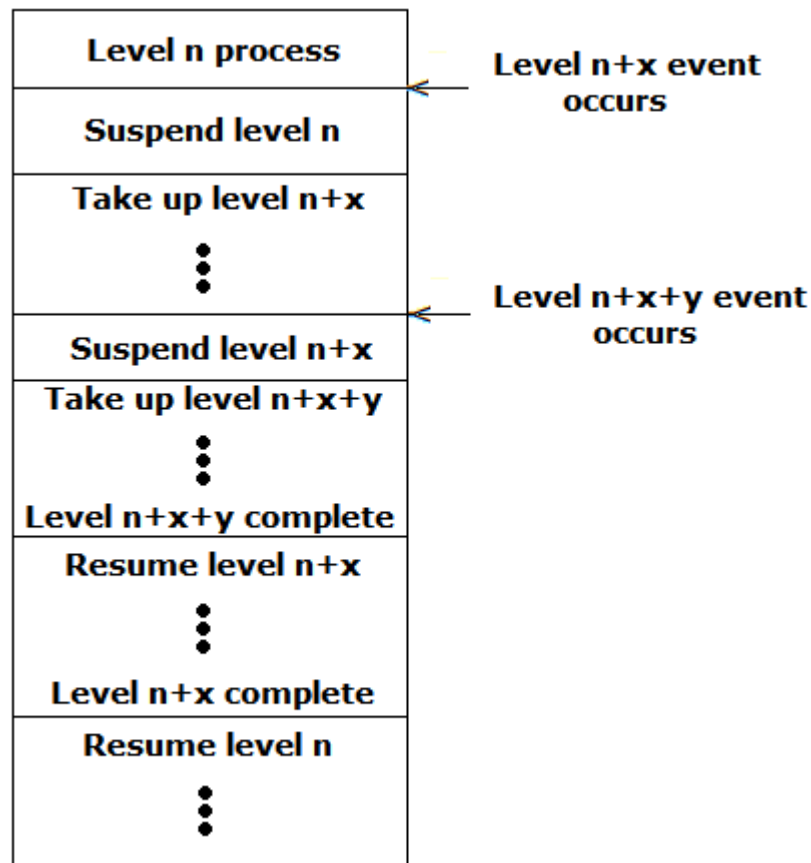 Level n process
Level n+x event
occurs
Suspend level n
Take up level n+x
Level n+x+y event
occurs
Suspend level n+x
Take up level n+x+y
Level n+x+y complete
Resume level n+x
Level n+x complete
Resume level n